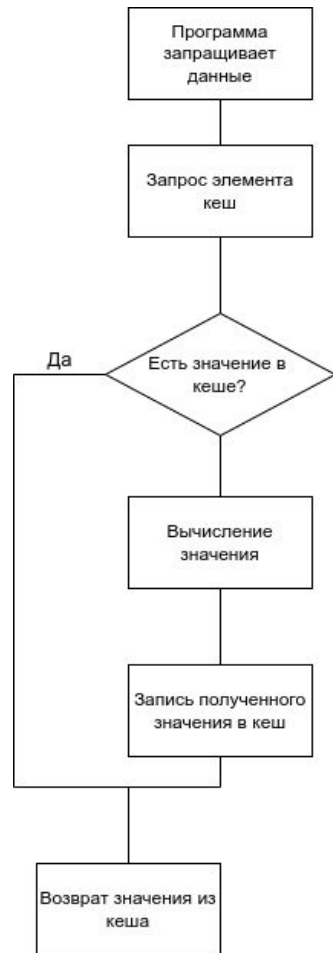 Программа
запращивает
данные
Запрос элемента
кеш
Есть значение в
кеше?
Да
Вычисление
значения
Запись полученного
значения в кеш
Возврат значения из
кеша